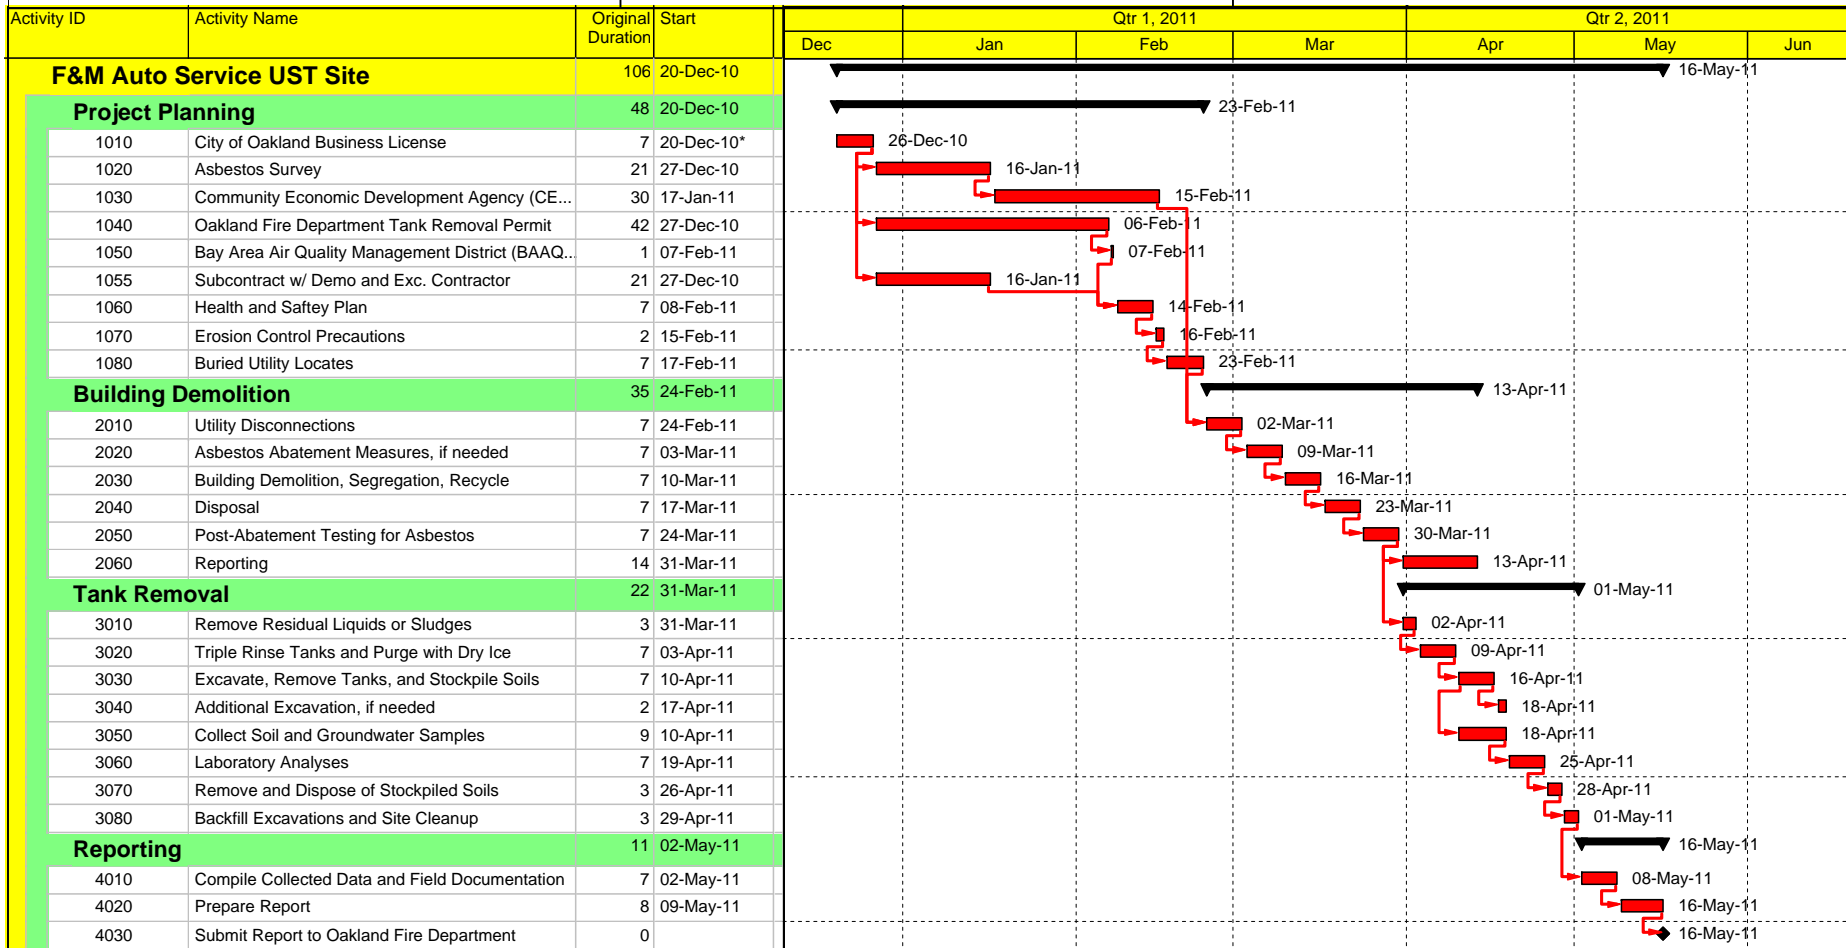 Activity ID Activity Name Original Duration Start Qtr 1, 2011 Qtr 2, 2011
Dec Jan Feb Mar Apr May Jun
F&M Auto Service UST Site 106 20-Dec-10 16-May-11
Project Planning 48 20-Dec-10 23-Feb-11
1010 City of Oakland Business License 7 20-Dec-10* 26-Dec-10
1020 Asbestos Survey 21 27-Dec-10 16-Jan-11
1030 Community Economic Development Agency (CE... 30 17-Jan-11 15-Feb-11
1040 Oakland Fire Department Tank Removal Permit 42 27-Dec-10 06-Feb-11
1050 Bay Area Air Quality Management District (BAAQ... 1 07-Feb-11 07-Feb-11
1055 Subcontract w/ Demo and Exc. Contractor 21 27-Dec-10 16-Jan-11
1060 Health and Saftey Plan 7 08-Feb-11 14-Feb-11
1070 Erosion Control Precautions 2 15-Feb-11 16-Feb-11
1080 Buried Utility Locates 7 17-Feb-11 23-Feb-11
Building Demolition 35 24-Feb-11 13-Apr-11
2010 Utility Disconnections 7 24-Feb-11 02-Mar-11
2020 Asbestos Abatement Measures, if needed 7 03-Mar-11 09-Mar-11
2030 Building Demolition, Segregation, Recycle 7 10-Mar-11 16-Mar-11
2040 Disposal 7 17-Mar-11 23-Mar-11
2050 Post-Abatement Testing for Asbestos 7 24-Mar-11 30-Mar-11
2060 Reporting 14 31-Mar-11 13-Apr-11
Tank Removal 22 31-Mar-11 01-May-11
3010 Remove Residual Liquids or Sludges 3 31-Mar-11 02-Apr-11
3020 Triple Rinse Tanks and Purge with Dry Ice 7 03-Apr-11 09-Apr-11
3030 Excavate, Remove Tanks, and Stockpile Soils 7 10-Apr-11 16-Apr-11
3040 Additional Excavation, if needed 2 17-Apr-11 18-Apr-11
3050 Collect Soil and Groundwater Samples 9 10-Apr-11 18-Apr-11
3060 Laboratory Analyses 7 19-Apr-11 25-Apr-11
3070 Remove and Dispose of Stockpiled Soils 3 26-Apr-11 28-Apr-11
3080 Backfill Excavations and Site Cleanup 3 29-Apr-11 01-May-11
Reporting 11 02-May-11 16-May-11
4010 Compile Collected Data and Field Documentation 7 02-May-11 08-May-11
4020 Prepare Report 8 09-May-11 16-May-11
4030 Submit Report to Oakland Fire Department 0 16-May-11